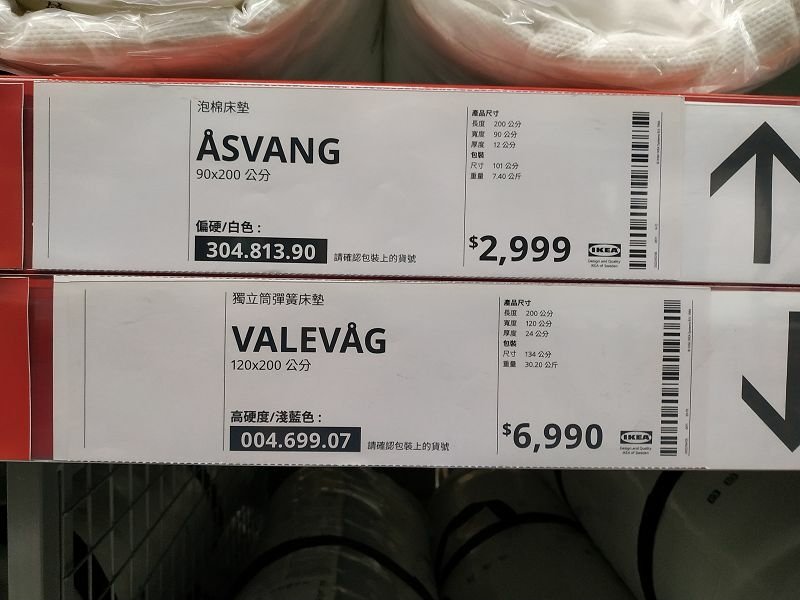 泡棉床墊
ÅSVANG
90x200 公分
偏硬/白色：
304.813.90
請確認包裝上的貨號
產品尺寸
長度 200 公分
寬度 90 公分
厚度 12 公分
包裝
尺寸 101 公分
重量 7.40 公斤
$2,999
IKEA
Design and Quality
IKEA of Sweden
獨立筒彈簧床墊
VALEVÅG
120x200 公分
高硬度/淺藍色：
004.699.07
請確認包裝上的貨號
產品尺寸
長度 200 公分
寬度 120 公分
厚度 24 公分
包裝
尺寸 134 公分
重量 30.20 公斤
$6,990
IKEA
Design and Quality
IKEA of Sweden